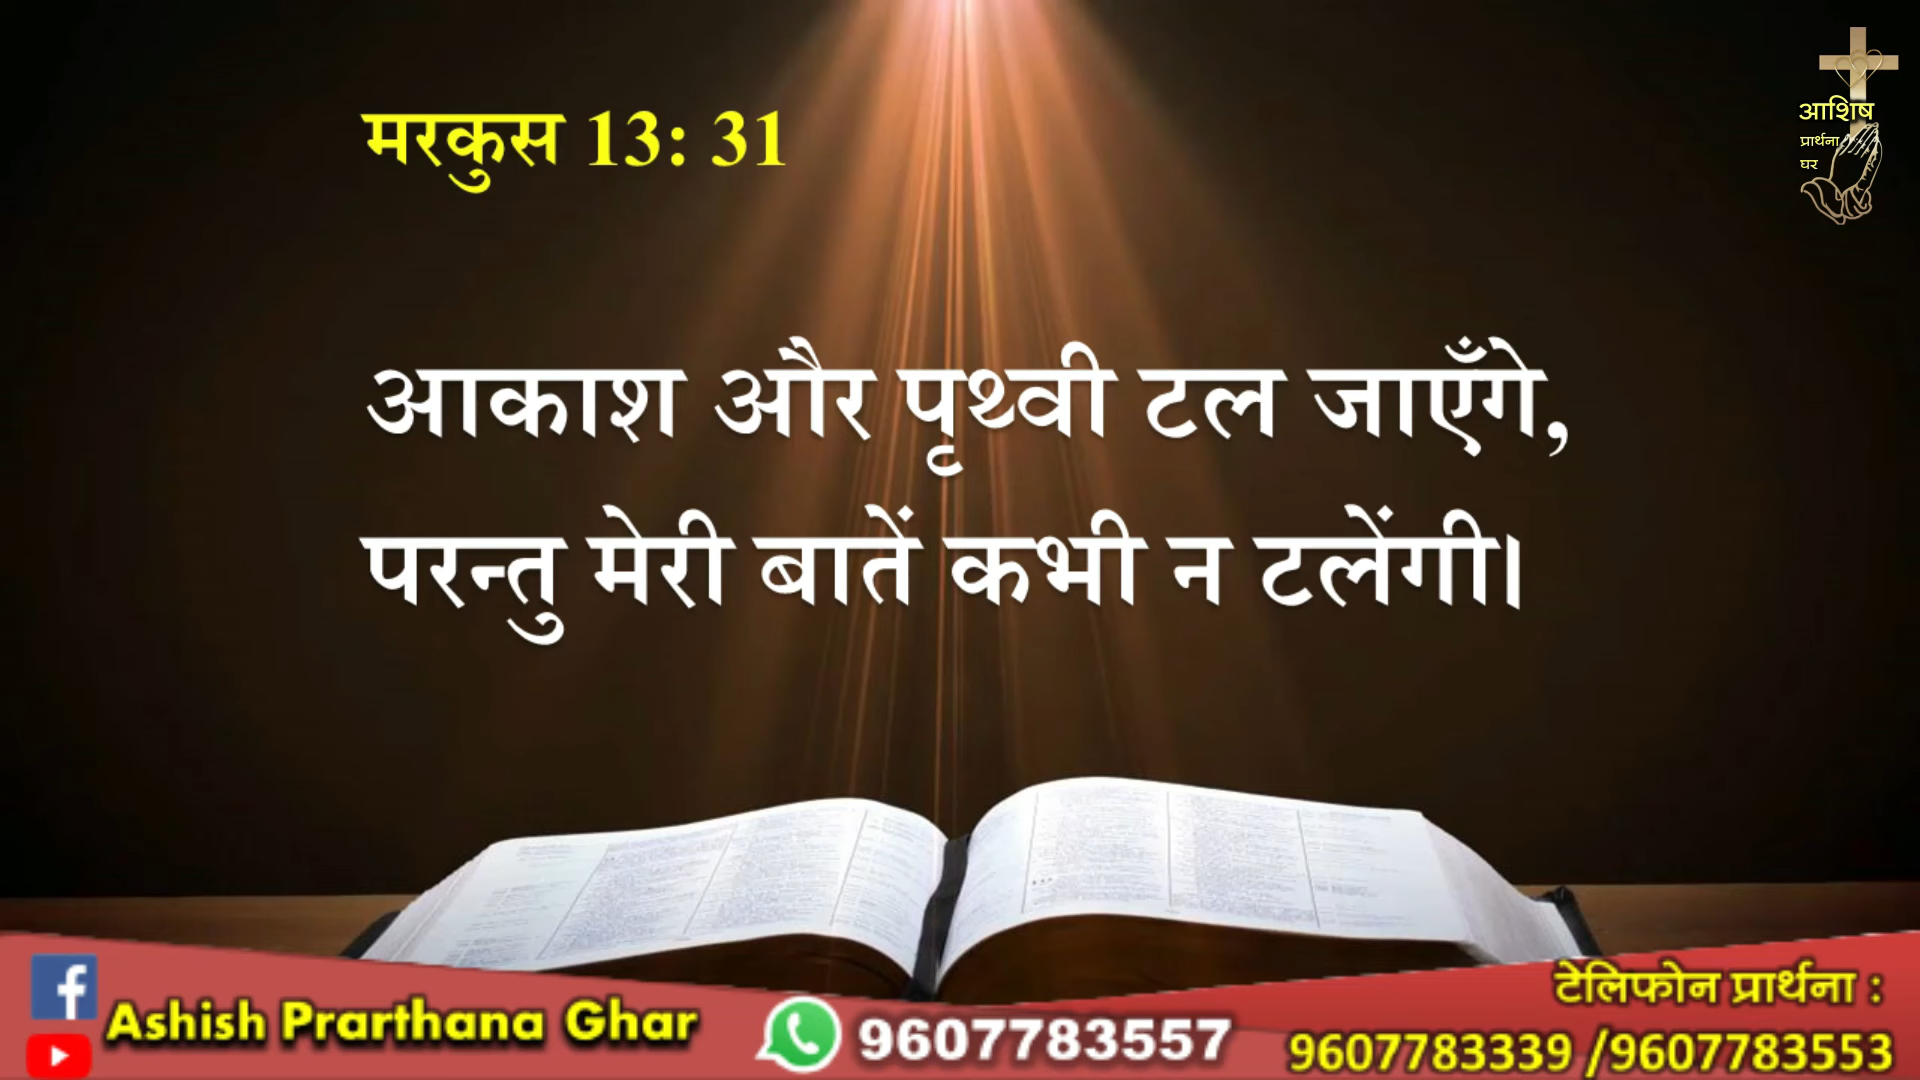 मरकुस 13: 31
आशिष
प्रार्थना
घर
आकाश और पृथ्वी टल जाएँगे,
परन्तु मेरी बातें कभी न टलेंगी।
Ashish Prarthana Ghar
9607783557
टेलिफोन प्रार्थना :
9607783339 /9607783553